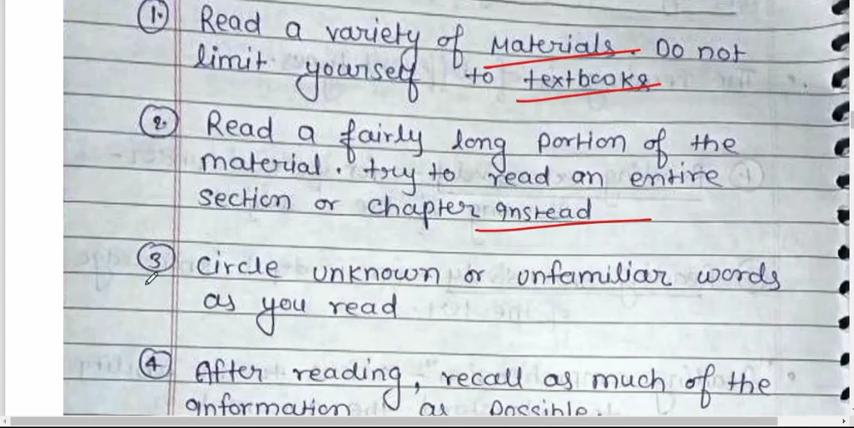 1. Read a variety of Materials. Do not
limit yourself to textbooks.
2. Read a fairly long portion of the
material. try to read an entire
section or chapter instead
3 circle unknown or unfamiliar words
as you read
4 After reading, recall as much of the
information as possible.